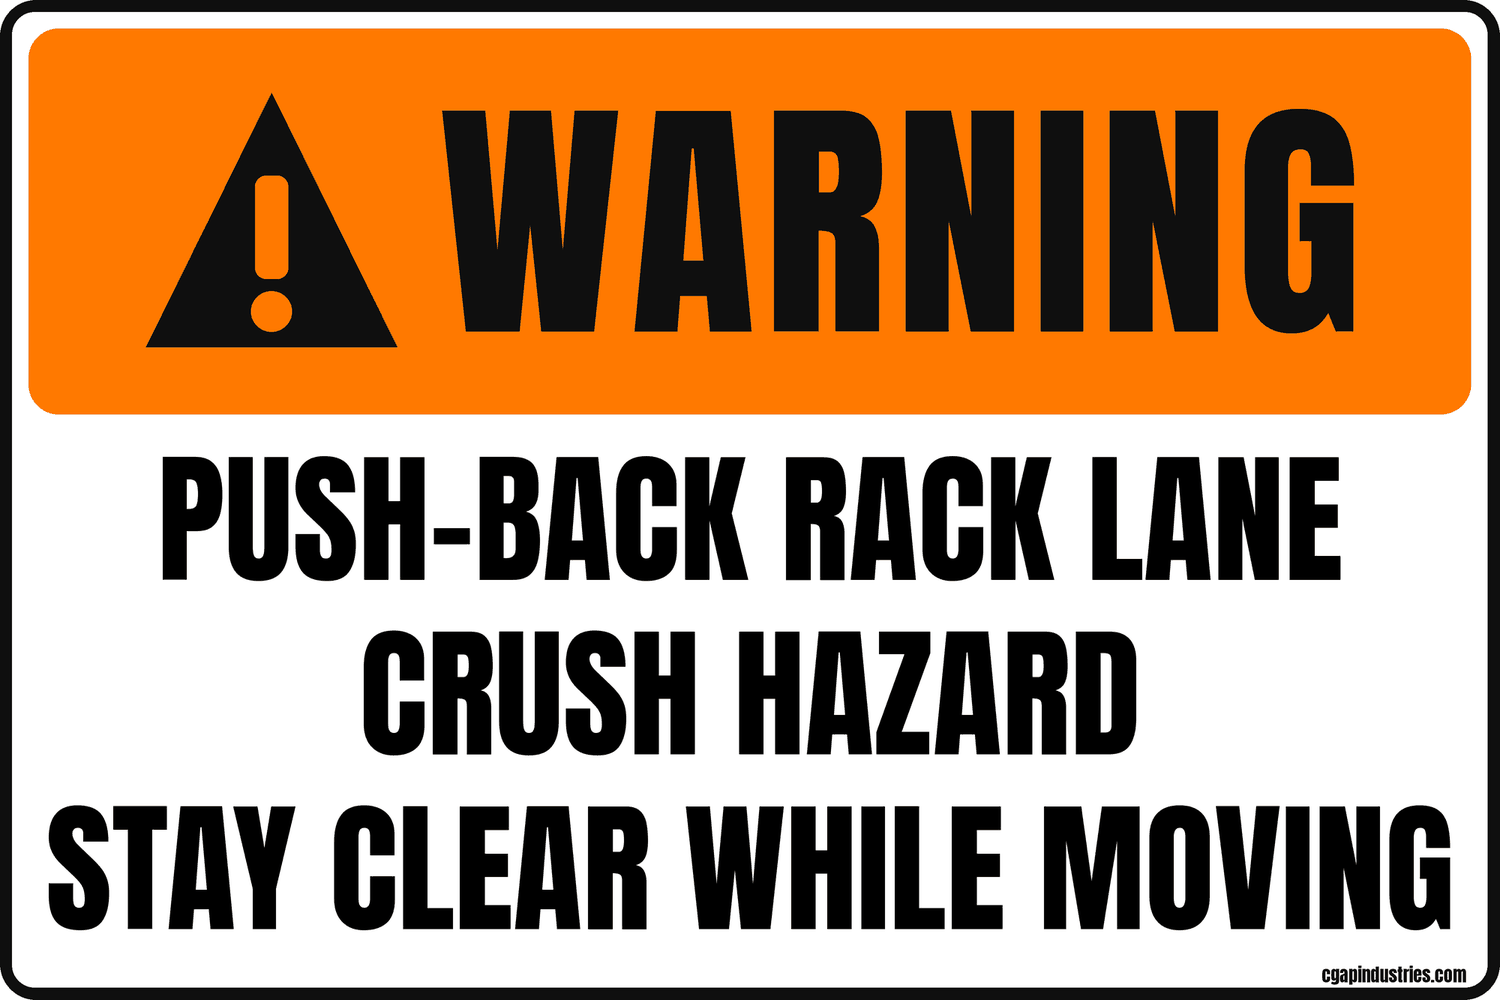 WARNING
PUSH-BACK RACK LANE
CRUSH HAZARD
STAY CLEAR WHILE MOVING
cgapindustries.com